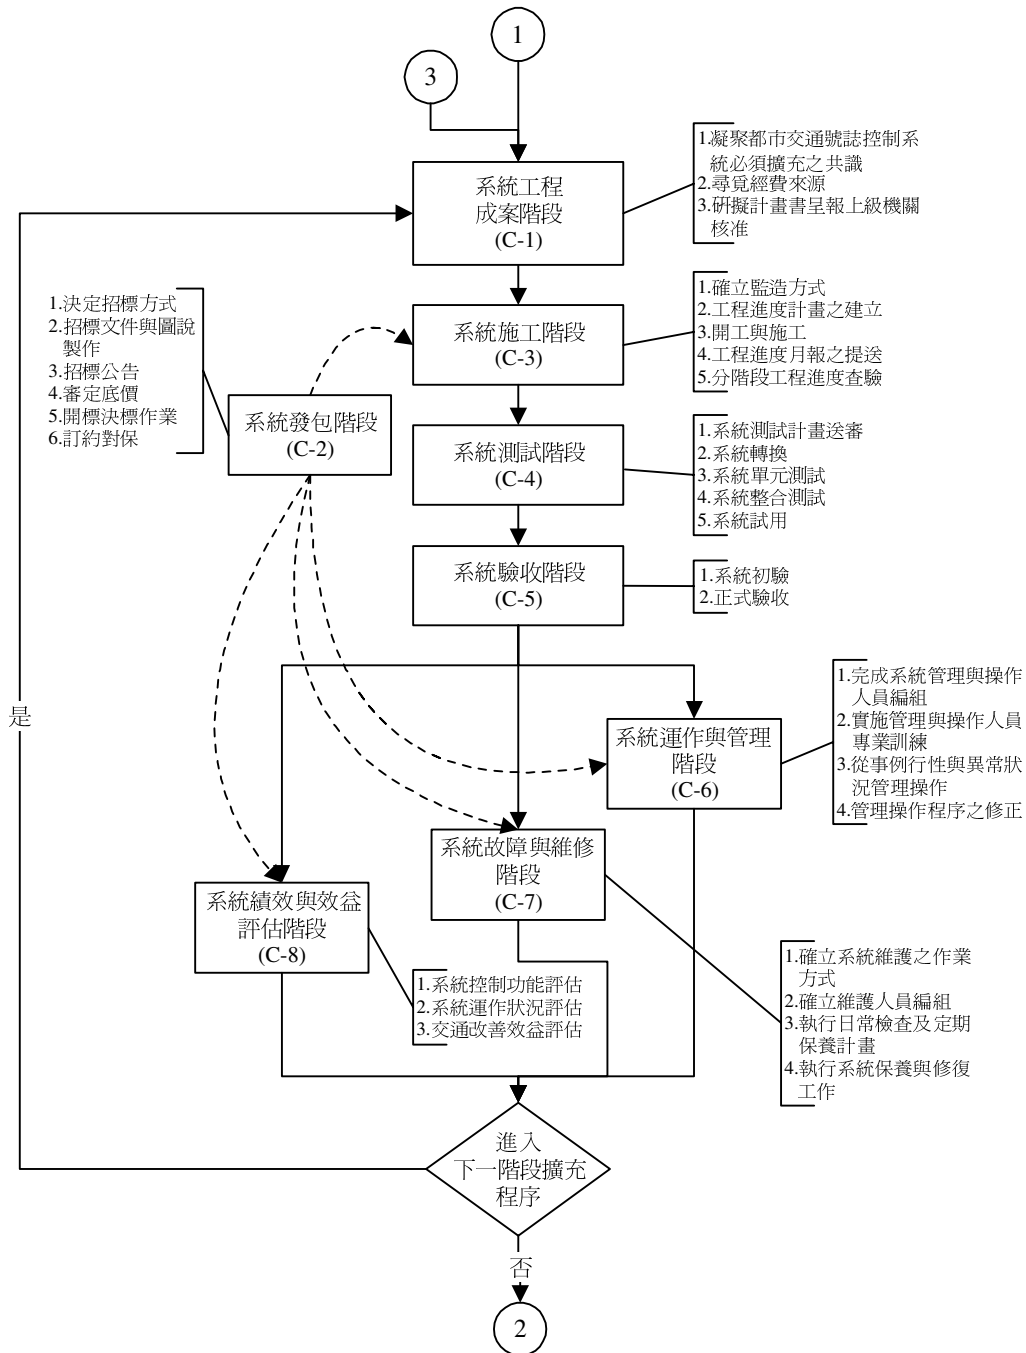 1
3
系統工程
成案階段
(C-1)
1.凝聚都市交通號誌控制系
統必須擴充之共識
2.尋覓經費來源
3.研擬計畫書呈報上級機關
核准
1.決定招標方式
2.招標文件與圖說
製作
3.招標公告
4.審定底價
5.開標決標作業
6.訂約對保
系統發包階段
(C-2)
系統施工階段
(C-3)
1.確立監造方式
2.工程進度計畫之建立
3.開工與施工
4.工程進度月報之提送
5.分階段工程進度查驗
系統測試階段
(C-4)
1.系統測試計畫送審
2.系統轉換
3.系統單元測試
4.系統整合測試
5.系統試用
系統驗收階段
(C-5)
1.系統初驗
2.正式驗收
是
系統運作與管理
階段
(C-6)
1.完成系統管理與操作
人員編組
2.實施管理與操作人員
專業訓練
3.從事例行性與異常狀
況管理操作
4.管理操作程序之修正
系統故障與維修
階段
(C-7)
1.確立系統維護之作業
方式
2.確立維護人員編組
3.執行日常檢查及定期
保養計畫
4.執行系統保養與修復
工作
系統績效與效益
評估階段
(C-8)
1.系統控制功能評估
2.系統運作狀況評估
3.交通改善效益評估
進入
下一階段擴充
程序
否
2